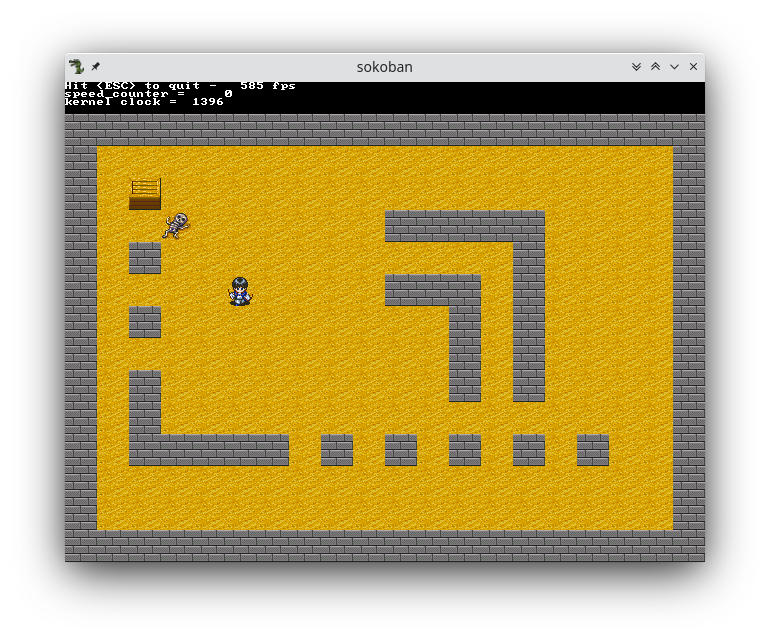 sokoban
Hit <ESC> to quit - 585 fps
speed_counter = 0
kernel clock = 1396